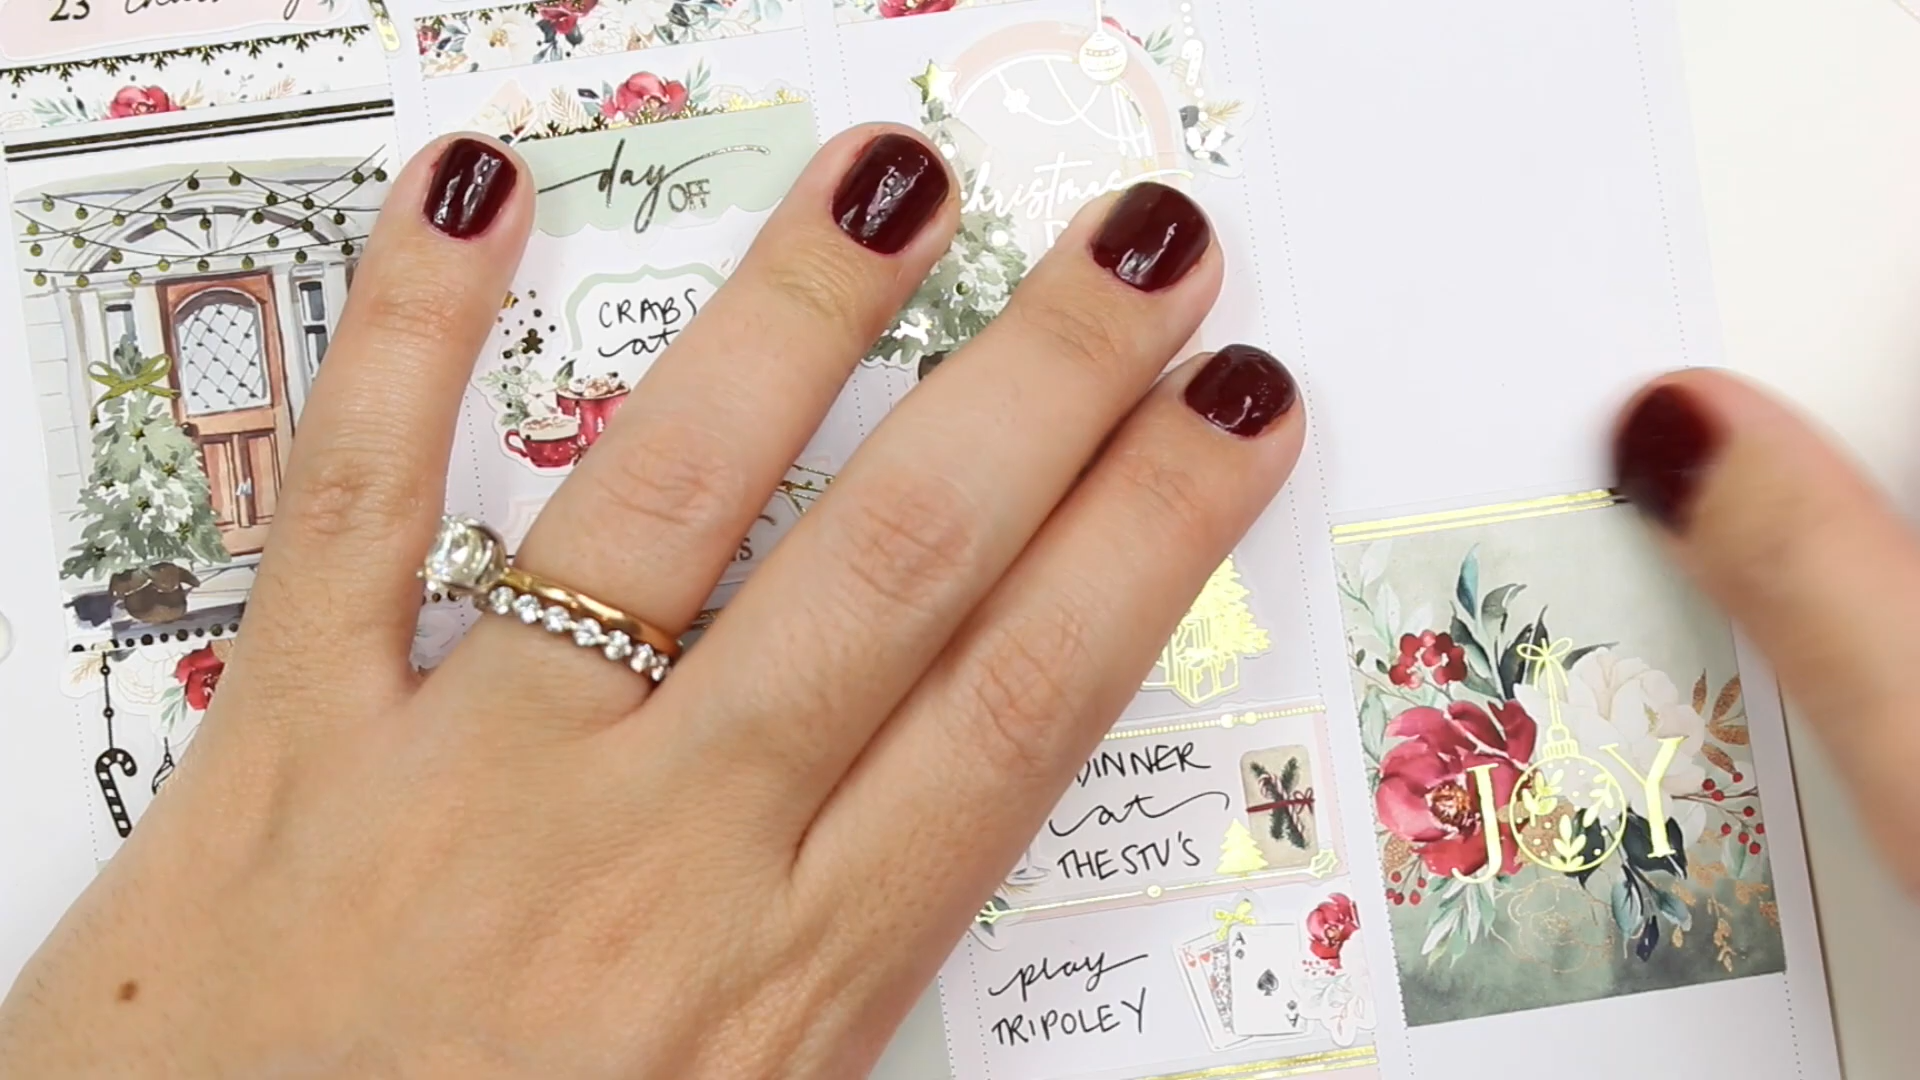 23
day
OFF
CRABS
at
christmas
DINNER
at
THE STU'S
play
TRIPOLEY
A
A
JOY